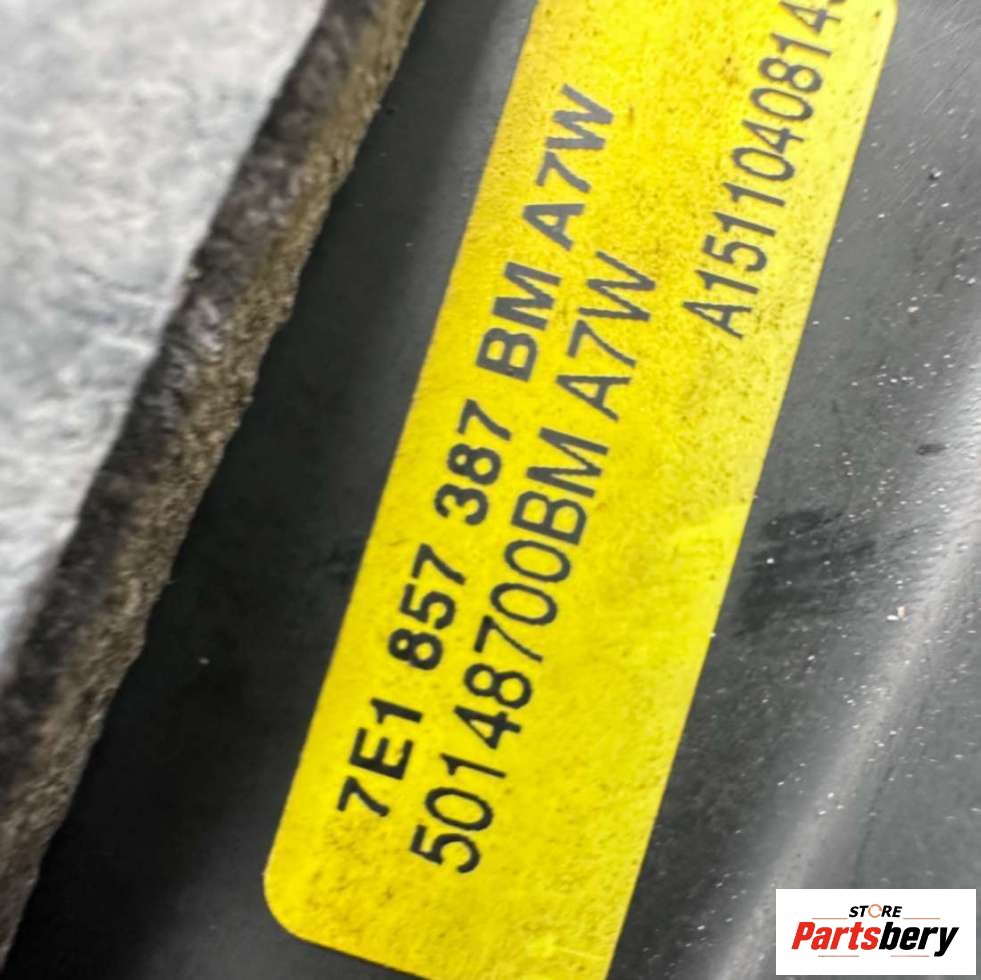 7E1 857 387 BM A7W
50148700BM A7W
A1511040814
STORE
Partsbery